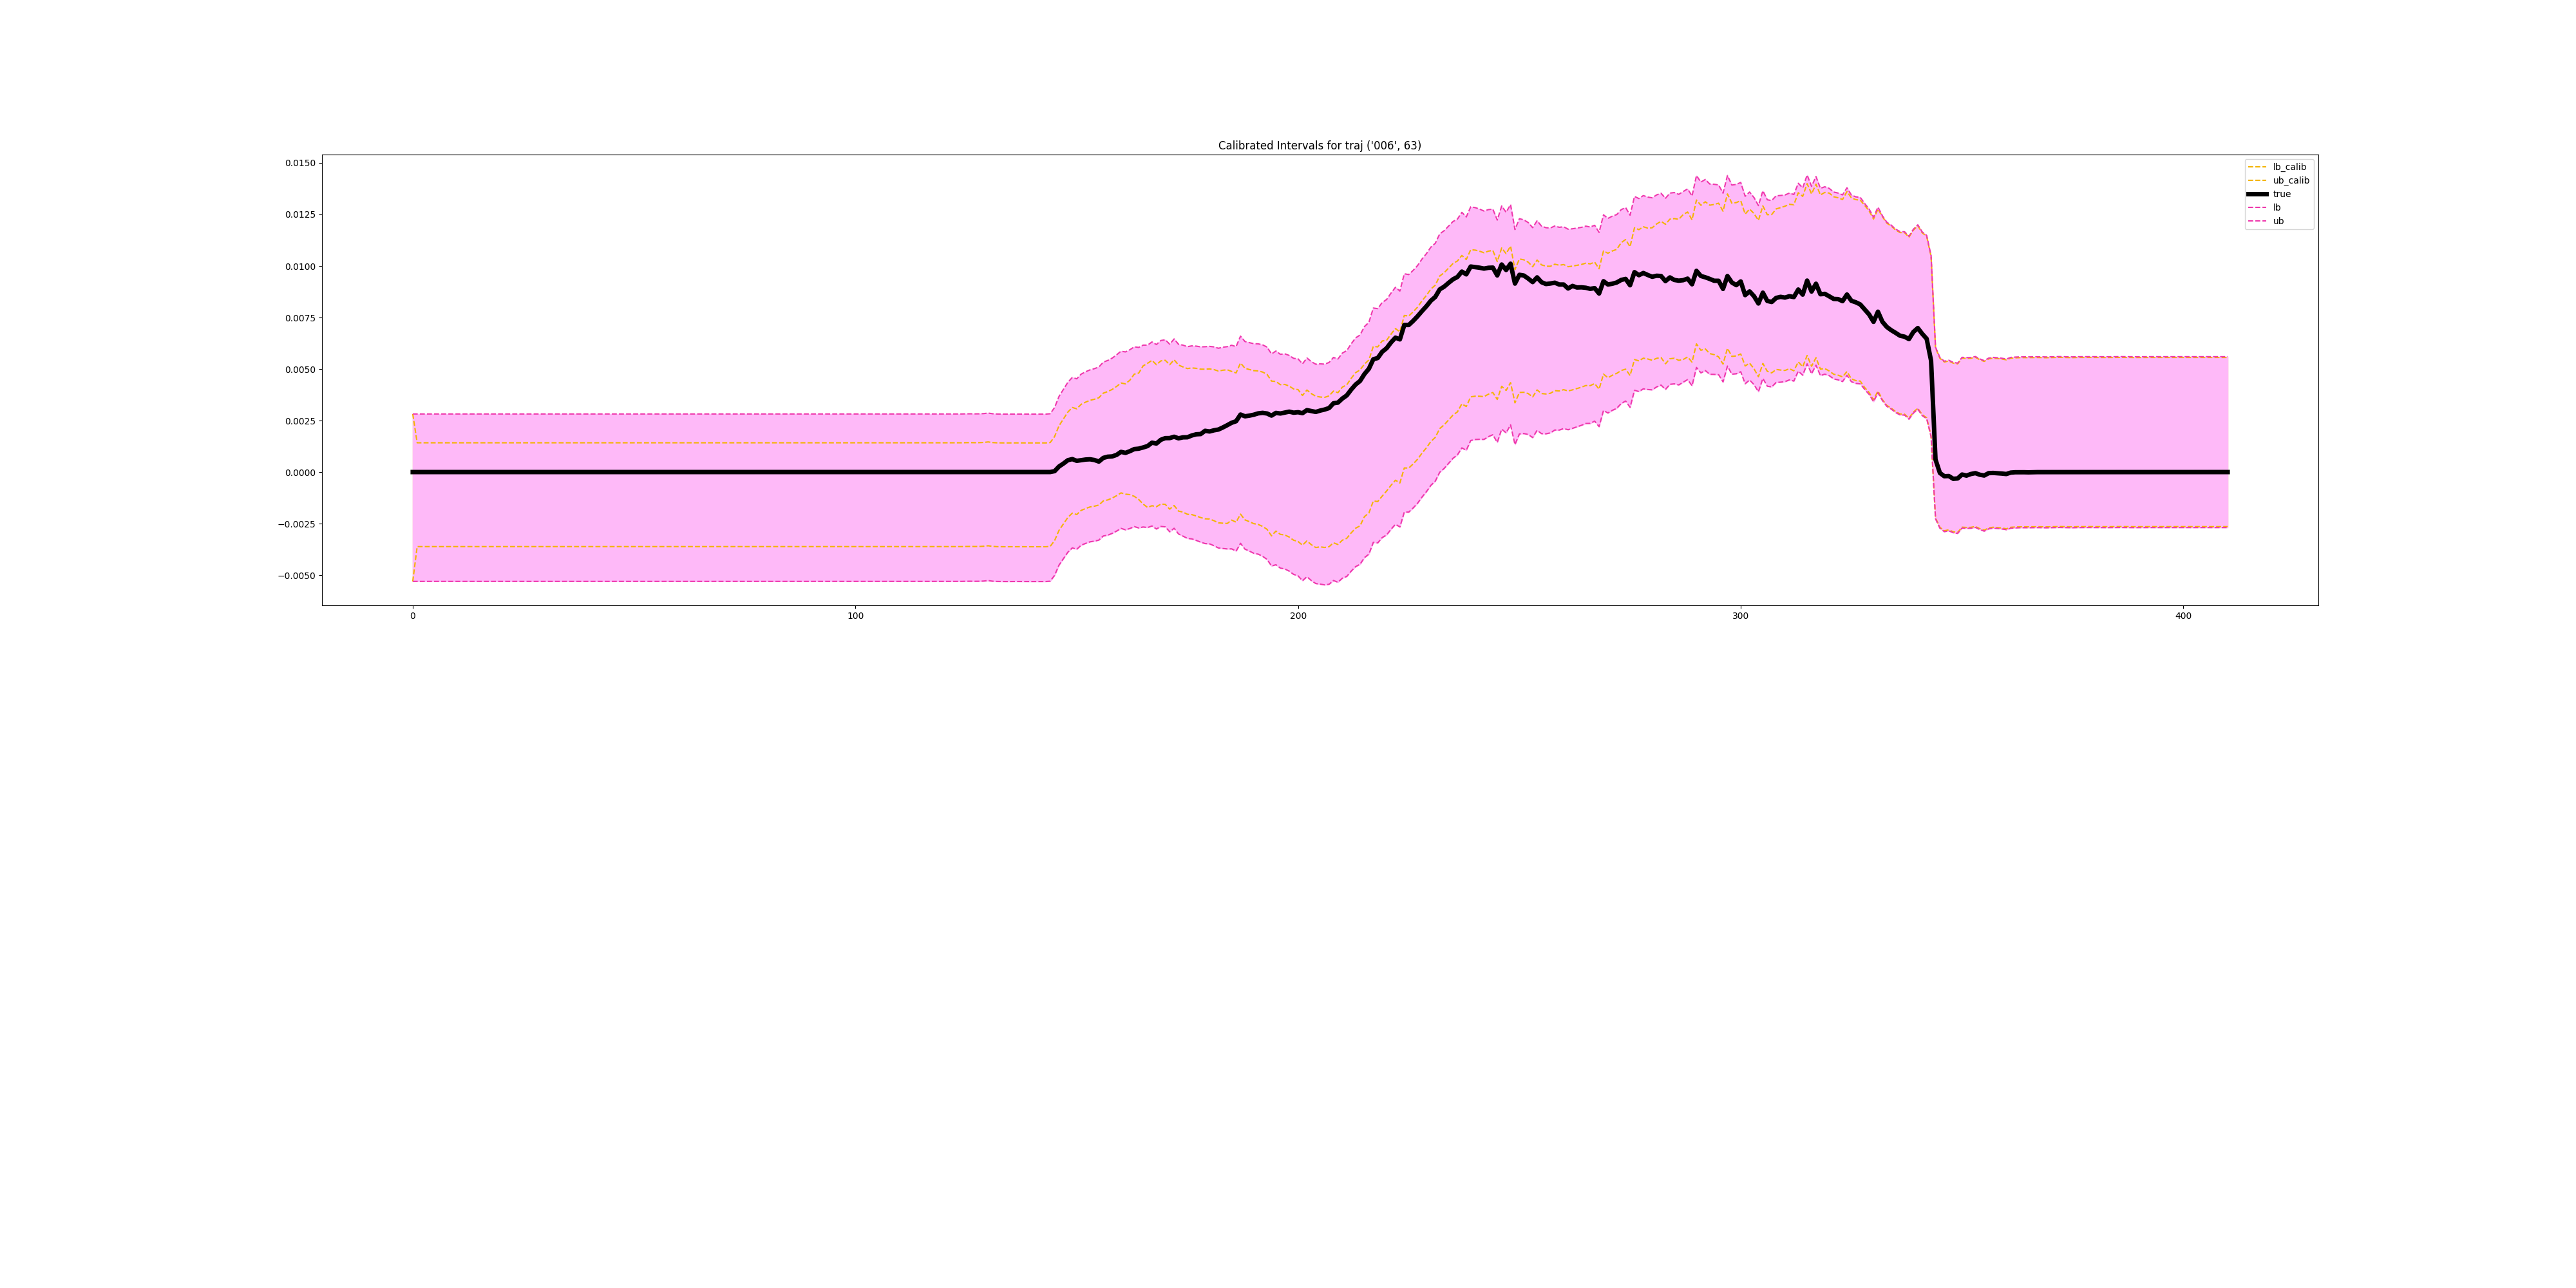 Calibrated Intervals for traj ('006', 63)
0.0150
0.0125
0.0100
0.0075
0.0050
0.0025
0.0000
−0.0025
−0.0050
0
100
200
300
400
lb_calib
ub_calib
true
lb
ub